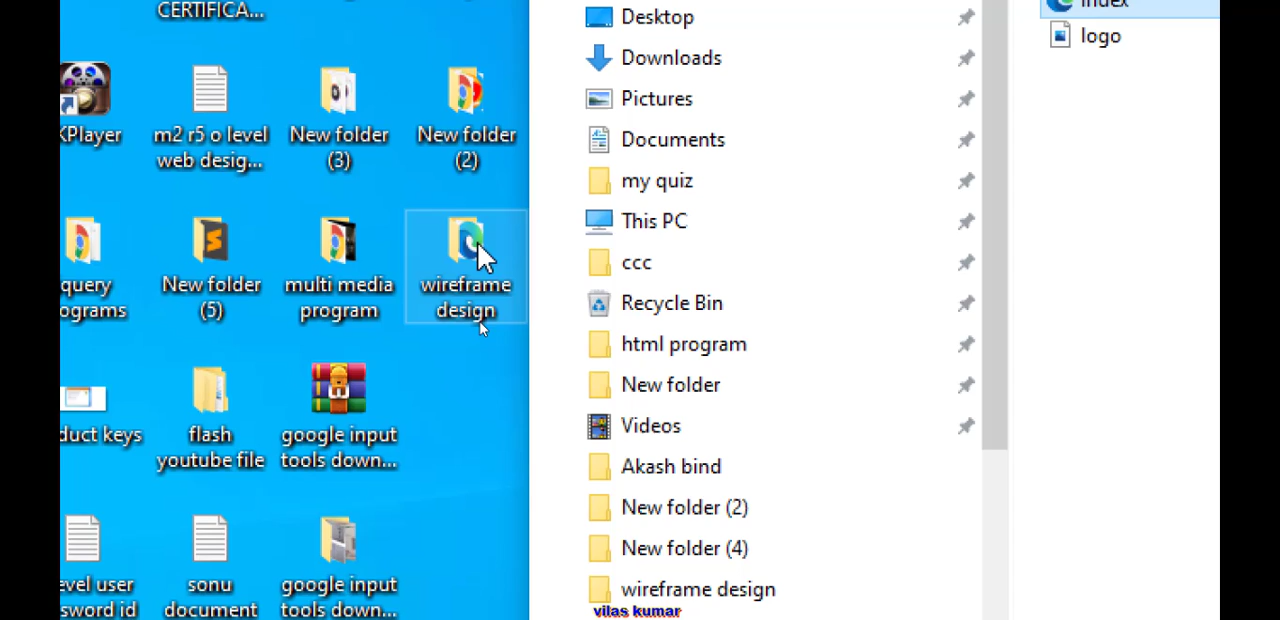 CERTIFICA...
KPlayer
m2 r5 o level
web desig...
New folder
(3)
New folder
(2)
query
ograms
New folder
(5)
multi media
program
wireframe
design
duct keys
flash
youtube file
google input
tools down...
evel user
sword id
sonu
document
google input
tools down...
Desktop
Downloads
Pictures
Documents
my quiz
This PC
ccc
Recycle Bin
html program
New folder
Videos
Akash bind
New folder (2)
New folder (4)
wireframe design
vilas kumar
index
logo